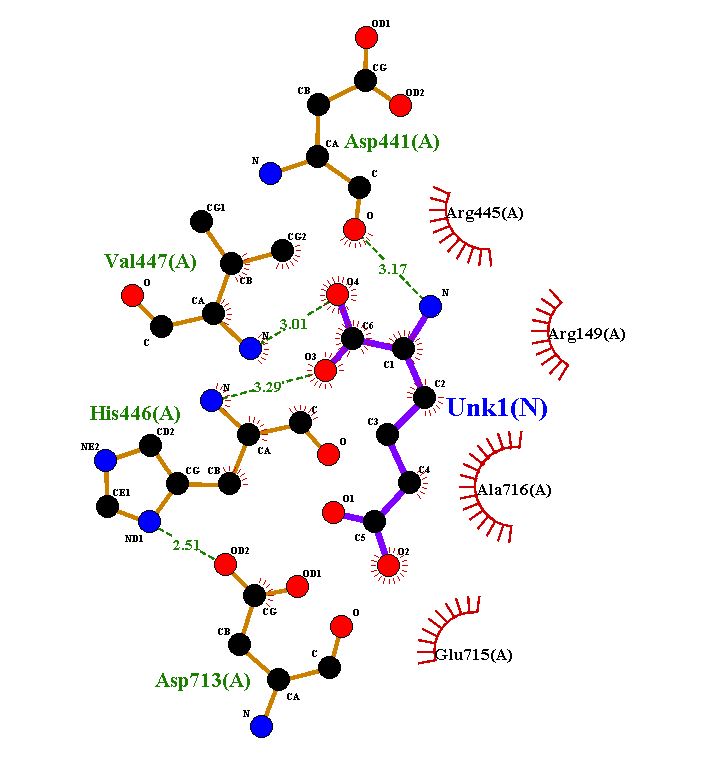 OD1
CG
CB
OD2
Asp441(A)
CA
N
C
O
Arg445(A)
CG1
CG2
Val447(A)
CB
3.17
O
O4
N
CA
3.01
C6
C
N
C1
Arg149(A)
O3
N
3.29
C2
Unk1(N)
His446(A)
C
C3
CD2
CA
O
NE2
C4
CG
CB
CE1
O1
Ala716(A)
ND1
C5
2.51
OD2
O2
OD1
CG
O
CB
C
Glu715(A)
Asp713(A)
CA
N